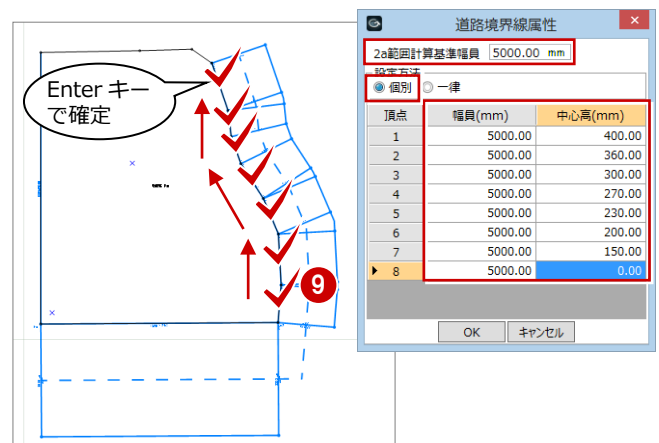 Enter キー
で確定
9
道路境界線属性
2a範囲計算基準幅員 5000.00 mm
設定方法
個別 一律
頂点 幅員(mm) 中心高(mm)
1 5000.00 400.00
2 5000.00 360.00
3 5000.00 300.00
4 5000.00 270.00
5 5000.00 230.00
6 5000.00 200.00
7 5000.00 150.00
8 5000.00 0.00
OK キャンセル